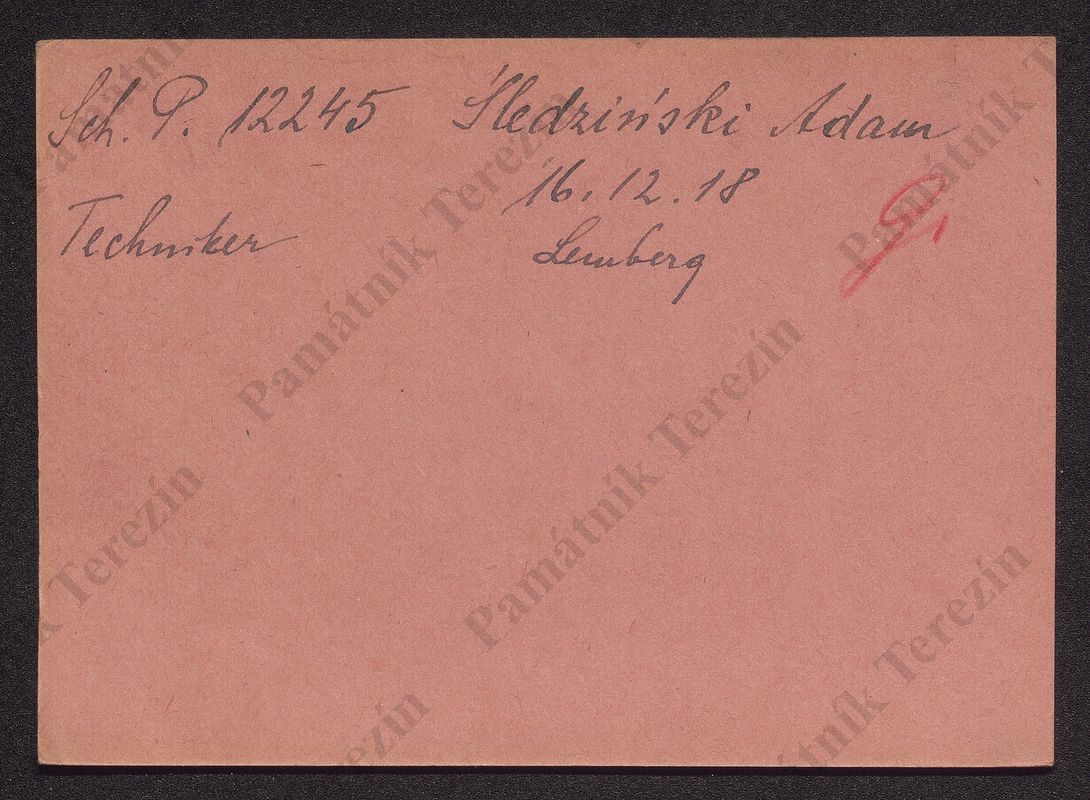 Sch. P. 12245 Śledziński Adam
16.12.18
Techniker
Lemberg
Památník Terezín
Památník Terezín
Památník Terezín
Památník Terezín